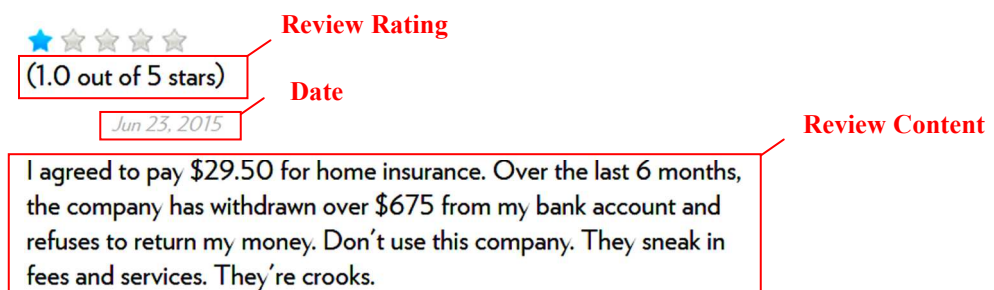 Review Rating
(1.0 out of 5 stars)
Date
Jun 23, 2015
Review Content
I agreed to pay $29.50 for home insurance. Over the last 6 months,
the company has withdrawn over $675 from my bank account and
refuses to return my money. Don't use this company. They sneak in
fees and services. They're crooks.